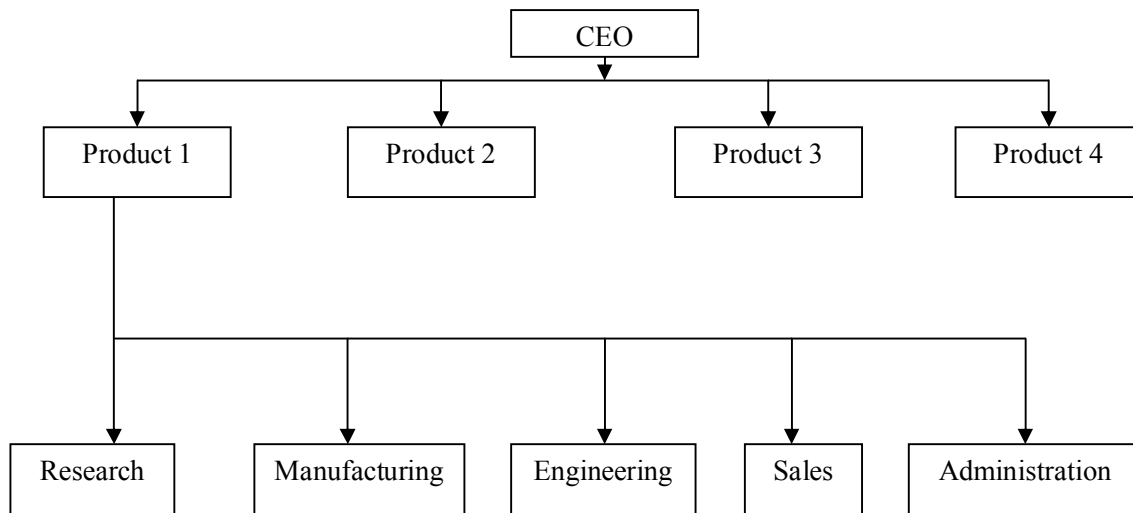 CEO
Product 1
Product 2
Product 3
Product 4
Research
Manufacturing
Engineering
Sales
Administration